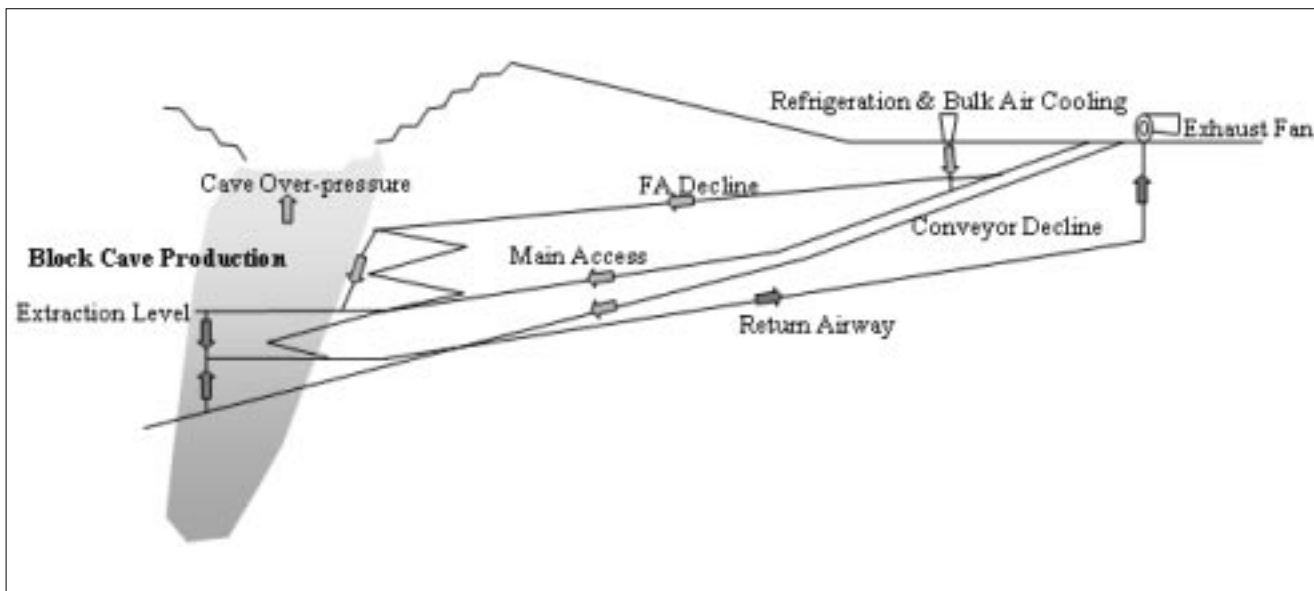 Refrigeration & Bulk Air Cooling
Exhaust Fan
Cave Over-pressure
FA Decline
Conveyor Decline
Block Cave Production
Main Access
Extraction Level
Return Airway